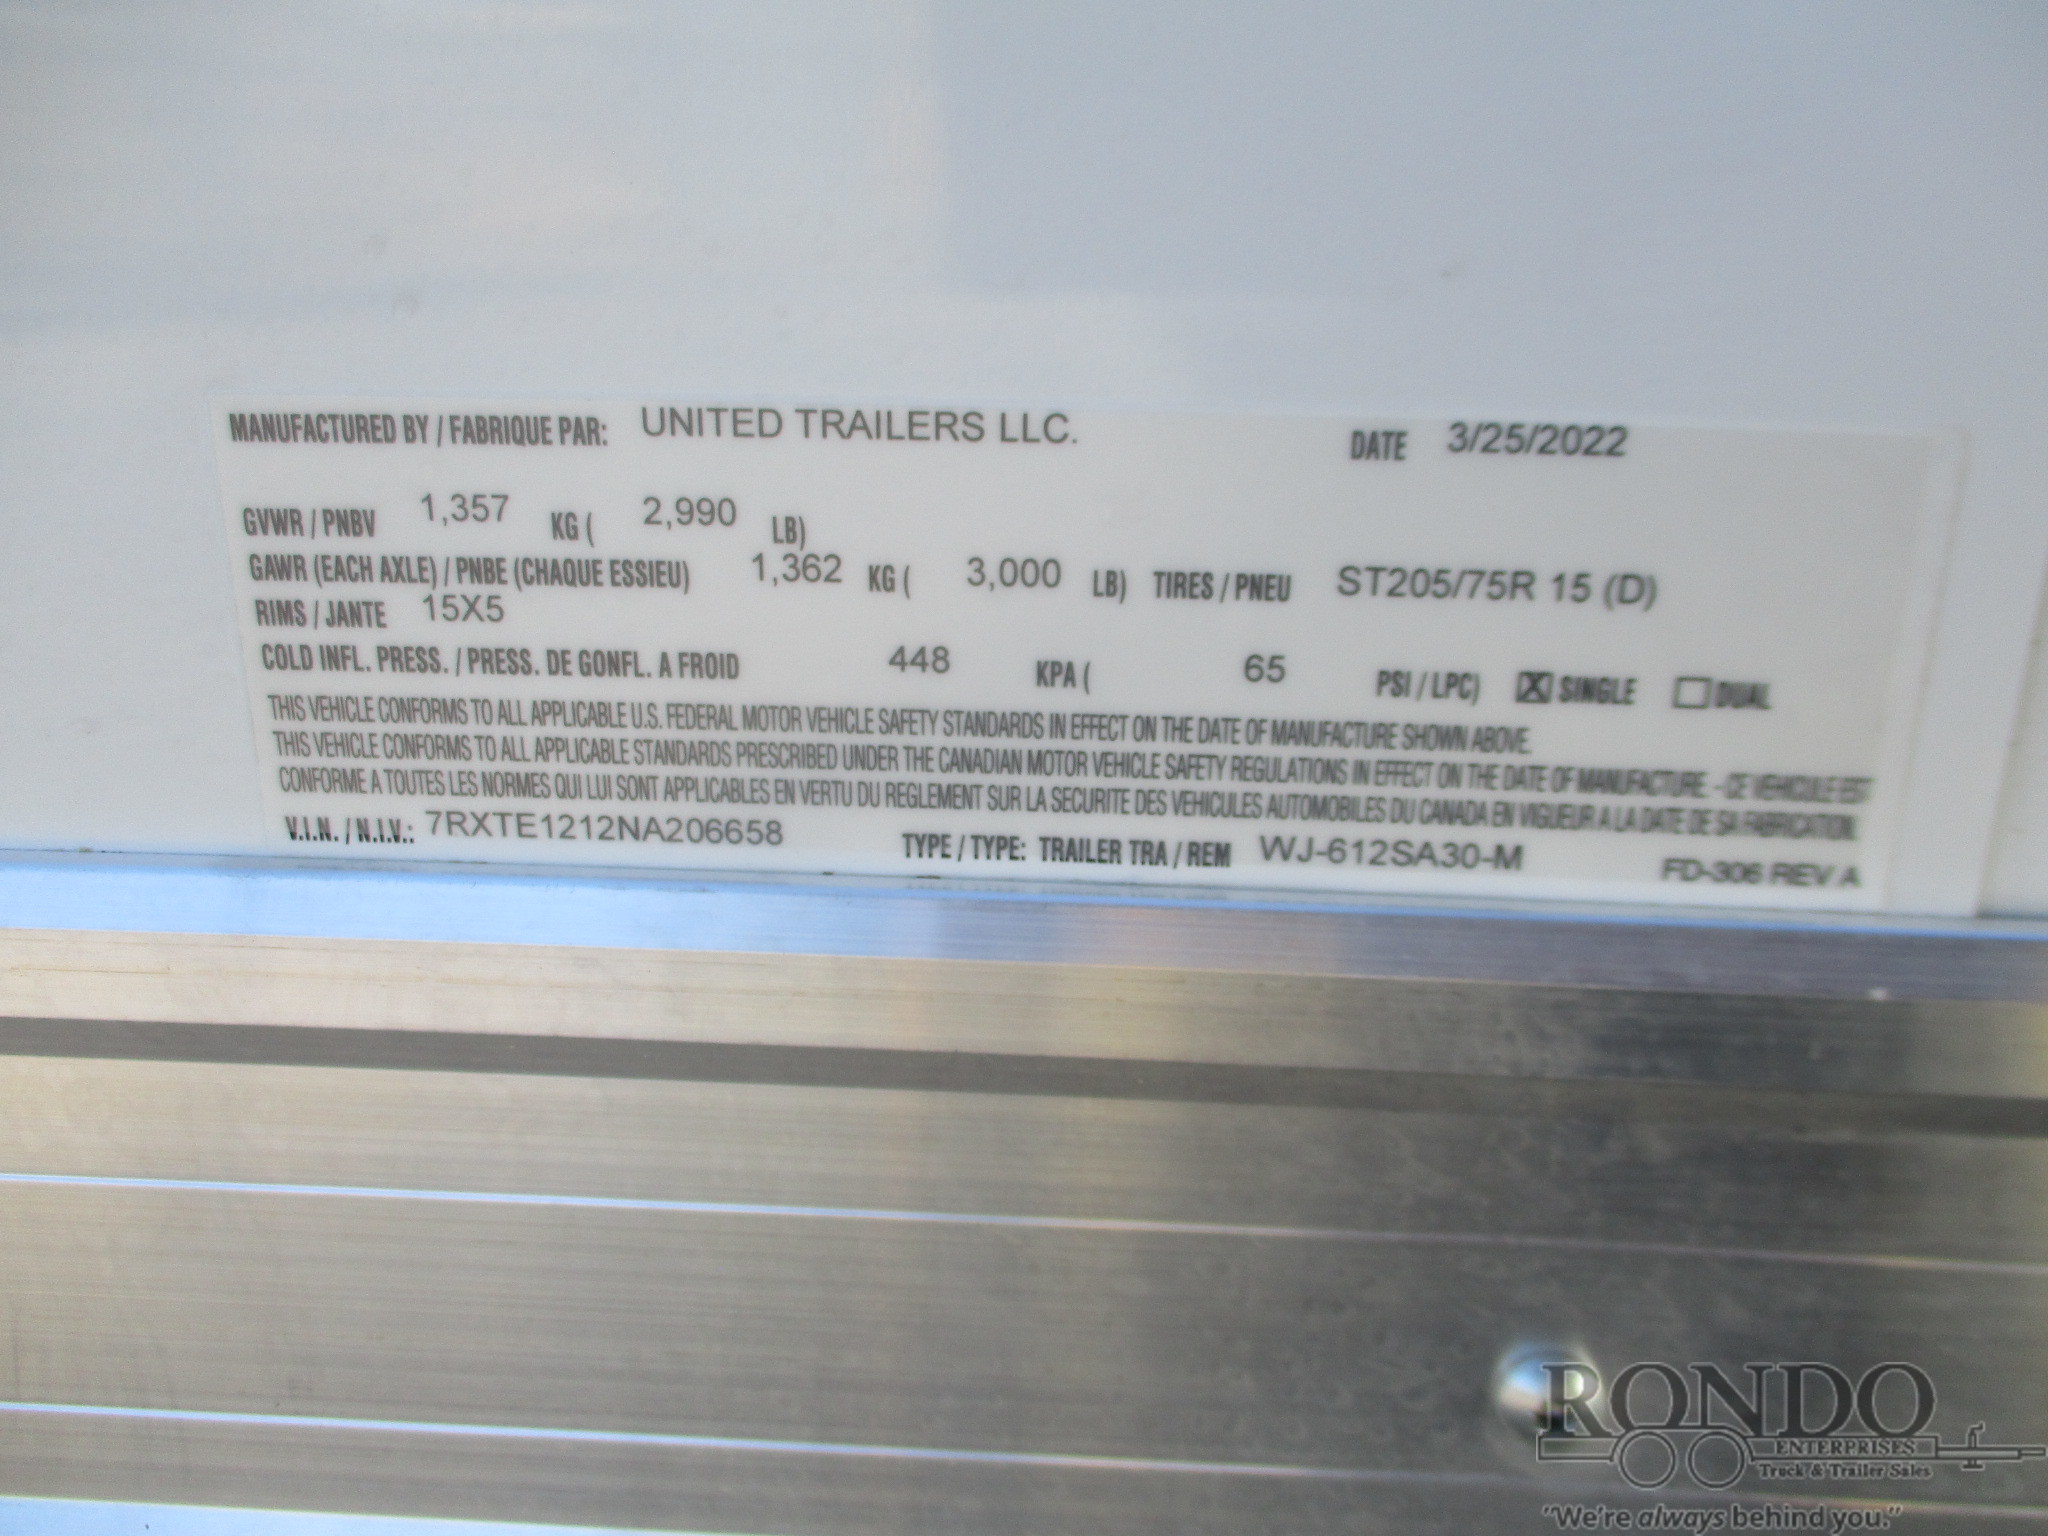 MANUFACTURED BY / FABRIQUE PAR: UNITED TRAILERS LLC. DATE 3/25/2022
GVWR / PNBV 1,357 KG ( 2,990 LB)
GAWR (EACH AXLE) / PNBE (CHAQUE ESSIEU) 1,362 KG ( 3,000 LB) TIRES / PNEU ST205/75R 15 (D)
RIMS / JANTE 15X5
COLD INFL. PRESS. / PRESS. DE GONFL. A FROID 448 KPA ( 65 PSI / LPC) X SINGLE DUAL
THIS VEHICLE CONFORMS TO ALL APPLICABLE U.S. FEDERAL MOTOR VEHICLE SAFETY STANDARDS IN EFFECT ON THE DATE OF MANUFACTURE SHOWN ABOVE.
THIS VEHICLE CONFORMS TO ALL APPLICABLE STANDARDS PRESCRIBED UNDER THE CANADIAN MOTOR VEHICLE SAFETY REGULATIONS IN EFFECT ON THE DATE OF MANUFACTURE. - CE VEHICULE EST
CONFORME A TOUTES LES NORMES QUI LUI SONT APPLICABLES EN VERTU DU REGLEMENT SUR LA SECURITE DES VEHICULES AUTOMOBILES DU CANADA EN VIGUEUR A LA DATE DE SA FABRICATION.
V.I.N. / N.I.V.: 7RXTE1212NA206658 TYPE / TYPE: TRAILER TRA / REM WJ-612SA30-M FD-306 REV A
RONDO
ENTERPRISES
Truck & Trailer Sales
"We're always behind you."